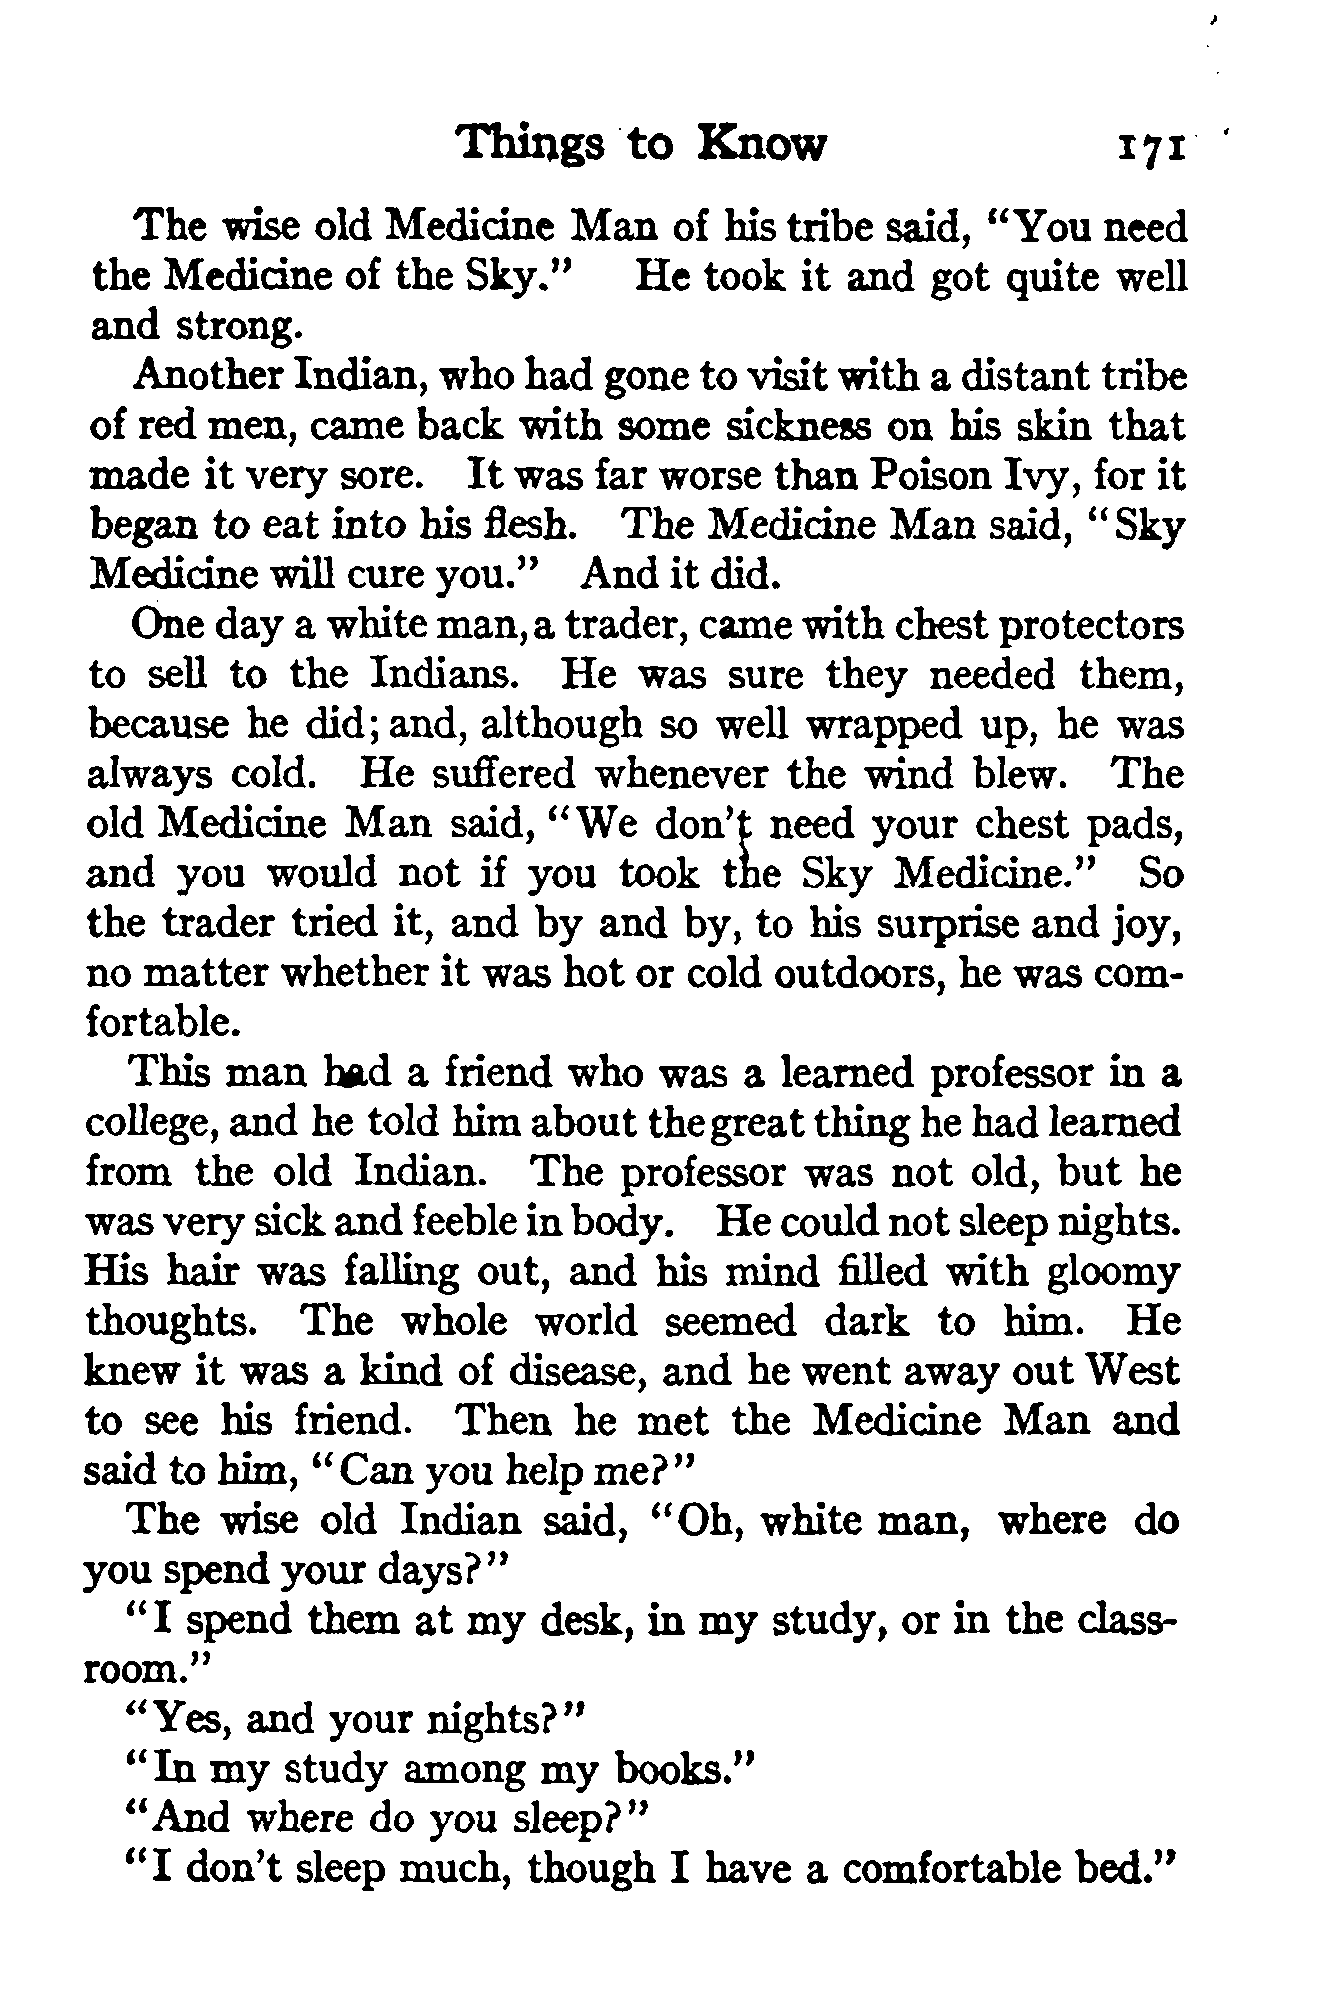 Things to Know 171
The wise old Medicine Man of his tribe said, "You need
the Medicine of the Sky." He took it and got quite well
and strong.
Another Indian, who had gone to visit with a distant tribe
of red men, came back with some sickness on his skin that
made it very sore. It was far worse than Poison Ivy, for it
began to eat into his flesh. The Medicine Man said, "Sky
Medicine will cure you." And it did.
One day a white man, a trader, came with chest protectors
to sell to the Indians. He was sure they needed them,
because he did; and, although so well wrapped up, he was
always cold. He suffered whenever the wind blew. The
old Medicine Man said, "We don't need your chest pads,
and you would not if you took the Sky Medicine." So
the trader tried it, and by and by, to his surprise and joy,
no matter whether it was hot or cold outdoors, he was com-
fortable.
This man had a friend who was a learned professor in a
college, and he told him about the great thing he had learned
from the old Indian. The professor was not old, but he
was very sick and feeble in body. He could not sleep nights.
His hair was falling out, and his mind filled with gloomy
thoughts. The whole world seemed dark to him. He
knew it was a kind of disease, and he went away out West
to see his friend. Then he met the Medicine Man and
said to him, "Can you help me?"
The wise old Indian said, "Oh, white man, where do
you spend your days?"
"I spend them at my desk, in my study, or in the class-
room."
"Yes, and your nights?"
"In my study among my books."
"And where do you sleep?"
"I don't sleep much, though I have a comfortable bed."